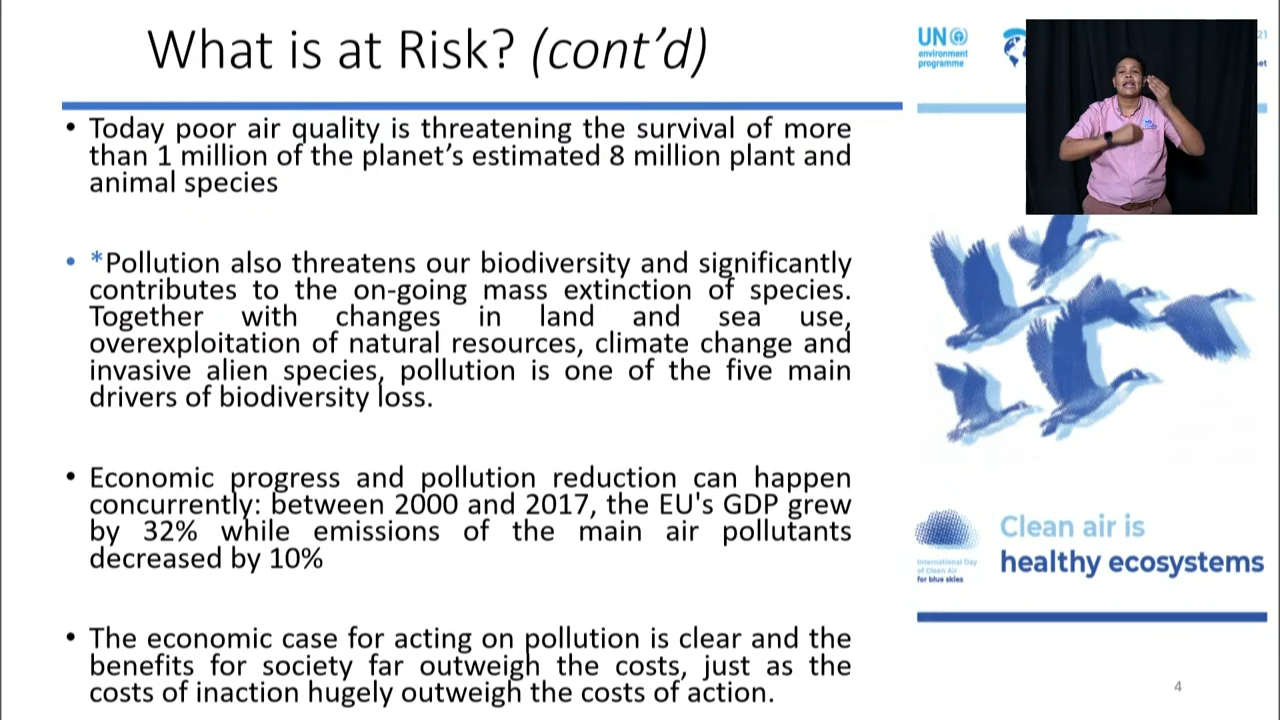 What is at Risk? (cont’d)
• Today poor air quality is threatening the survival of more
than 1 million of the planet’s estimated 8 million plant and
animal species
• *Pollution also threatens our biodiversity and significantly
contributes to the on-going mass extinction of species.
Together with changes in land and sea use,
overexploitation of natural resources, climate change and
invasive alien species, pollution is one of the five main
drivers of biodiversity loss.
• Economic progress and pollution reduction can happen
concurrently: between 2000 and 2017, the EU's GDP grew
by 32% while emissions of the main air pollutants
decreased by 10%
• The economic case for acting on pollution is clear and the
benefits for society far outweigh the costs, just as the
costs of inaction hugely outweigh the costs of action.
UN
environment
programme
21
et
Clean air is
healthy ecosystems
International Day
of Clean Air
for blue skies
4